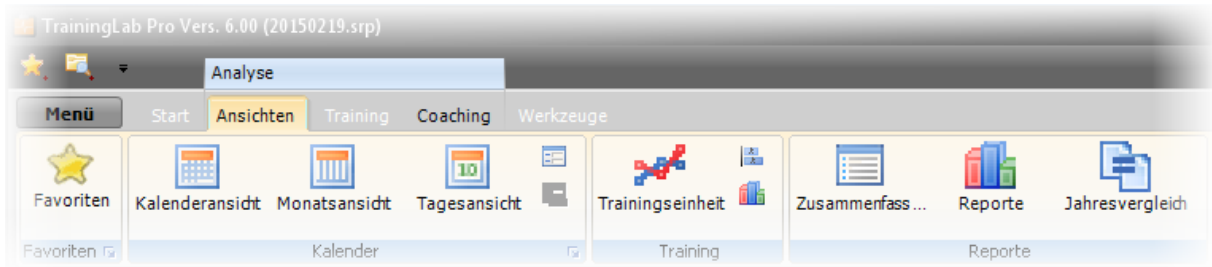 TrainingLab Pro Vers. 6.00 (20150219.srp)
Analyse
Menü Start Ansichten Training Coaching Werkzeuge
10
Favoriten Kalenderansicht Monatsansicht Tagesansicht Trainingseinheit Zusammenfass... Reporte Jahresvergleich
Favoriten Kalender Training Reporte